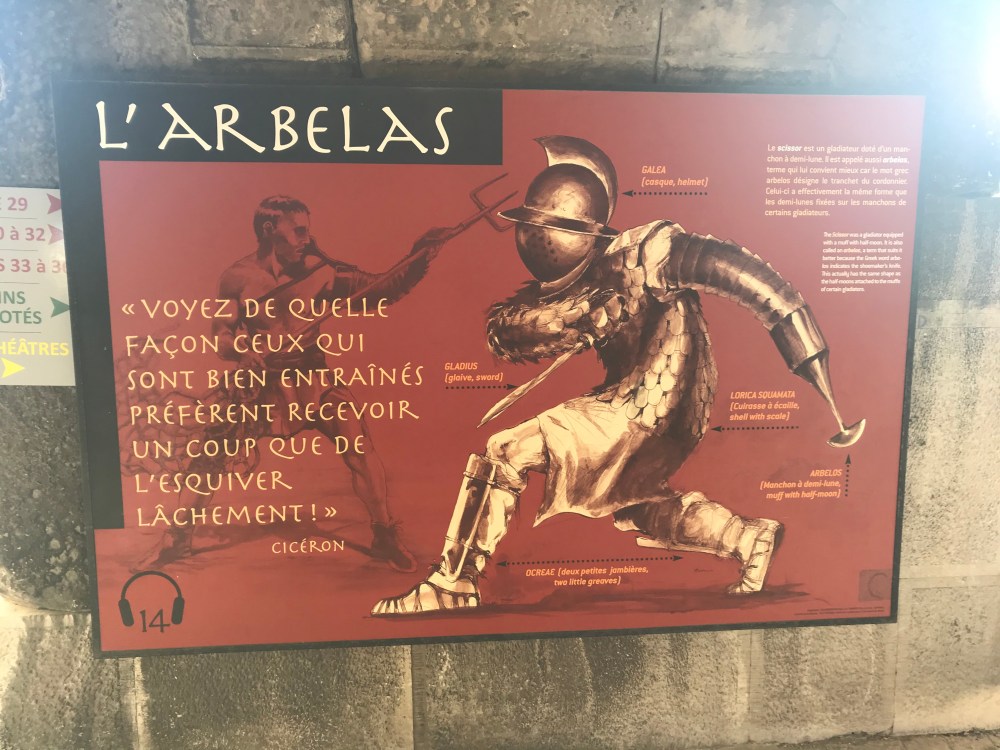 L'ARBELAS
GALEA
(casque, helmet)
Le scissor est un gladiateur doté d'un man-
chon à demi-lune. Il est appelé aussi arbelos,
terme qui lui convient mieux car le mot grec
arbelos désigne le tranchet du cordonnier.
Celui-ci a effectivement la même forme que
les demi-lunes fixées sur les manchons de
certains gladiateurs.
The Scissor was a gladiator equipped
with a muff with half-moon. It is also
called an arbelos, a term that suits it
better because the Greek word arbe-
los indicates the shoemaker's knife.
This actually has the same shape as
the half-moons attached to the muffs
of certain gladiators.
« VOYEZ DE QUELLE
FAÇON CEUX QUI
SONT BIEN ENTRAÎNÉS
PRÉFÈRENT RECEVOIR
UN COUP QUE DE
L'ESQUIVER
LÂCHEMENT ! »
CICÉRON
GLADIUS
(glaive, sword)
LORICA SQUAMATA
(Cuirasse à écaille,
shell with scale)
ARBELOS
(Manchon à demi-lune,
muff with half-moon)
OCREAE (deux petites jambières,
two little greaves)
14
29
à 32
33 à